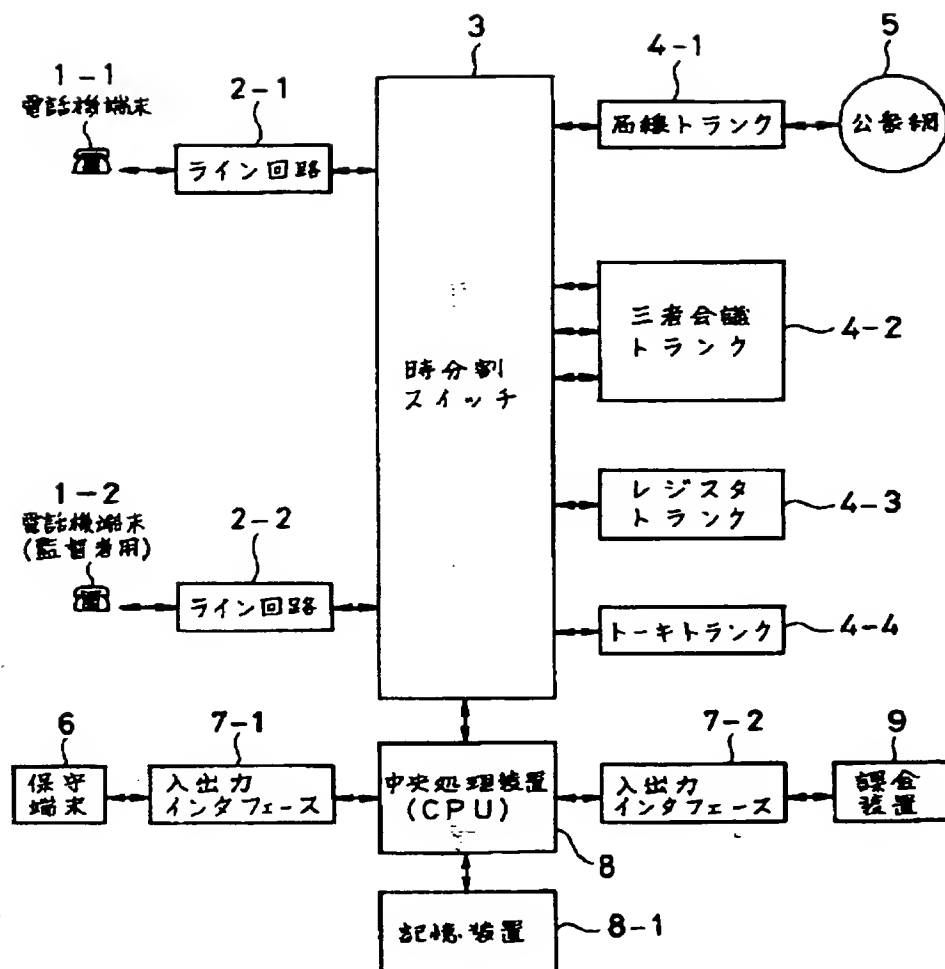 3
4-1
5
1-1
電話機端末
2-1
ライン回路
局線トランク
公衆網
三者会議
トランク
4-2
時分割
スイッチ
1-2
電話機端末
(監督者用)
2-2
ライン回路
レジスタ
トランク
4-3
トーキトランク
4-4
6
保守
端末
7-1
入出力
インタフェース
中央処理装置
(CPU)
8
7-2
入出力
インタフェース
9
課金
装置
記憶装置
8-1